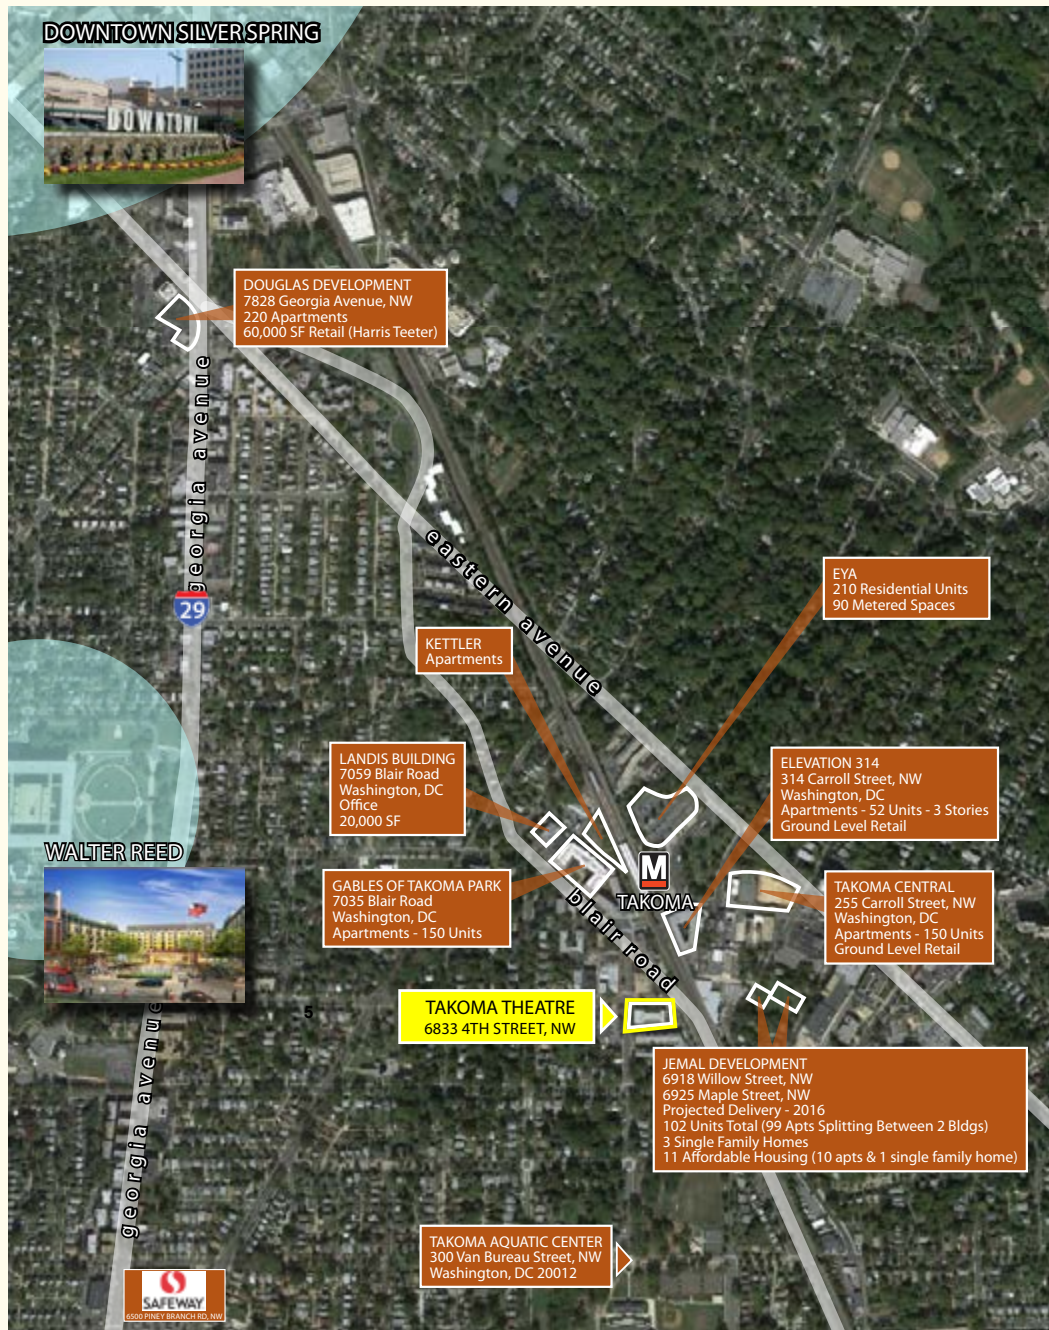 DOWNTOWN SILVER SPRING
DOWNTOWN
DOUGLAS DEVELOPMENT
7828 Georgia Avenue, NW
220 Apartments
60,000 SF Retail (Harris Teeter)
georgia avenue
29
eastern avenue
EYA
210 Residential Units
90 Metered Spaces
KETTLER
Apartments
LANDIS BUILDING
7059 Blair Road
Washington, DC
Office
20,000 SF
ELEVATION 314
314 Carroll Street, NW
Washington, DC
Apartments - 52 Units - 3 Stories
Ground Level Retail
WALTER REED
GABLES OF TAKOMA PARK
7035 Blair Road
Washington, DC
Apartments - 150 Units
M
TAKOMA
TAKOMA CENTRAL
255 Carroll Street, NW
Washington, DC
Apartments - 150 Units
Ground Level Retail
blair road
5
TAKOMA THEATRE
6833 4TH STREET, NW
JEMAL DEVELOPMENT
6918 Willow Street, NW
6925 Maple Street, NW
Projected Delivery - 2016
102 Units Total (99 Apts Splitting Between 2 Bldgs)
3 Single Family Homes
11 Affordable Housing (10 apts & 1 single family home)
georgia avenue
TAKOMA AQUATIC CENTER
300 Van Bureau Street, NW
Washington, DC 20012
SAFEWAY
6500 PINEY BRANCH RD, NW